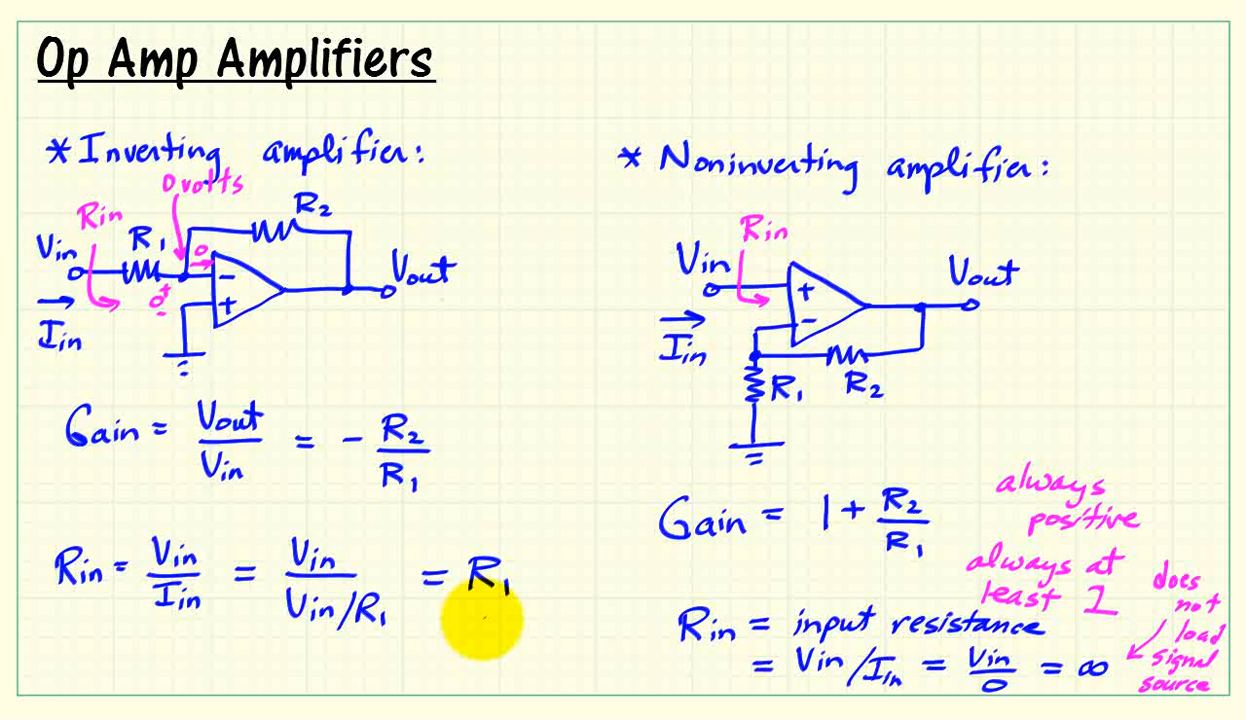 Op Amp Amplifiers
* Inverting amplifier:
0 volts
Rin
R1
R2
Vin
0
-
Vout
0
+
Iin
Gain = Vout/Vin = - R2/R1
Rin = Vin/Iin = Vin/(Vin/R1) = R1
* Noninverting amplifier:
Rin
Vin
Vout
+
-
Iin
R1
R2
Gain = 1 + R2/R1
always
positive
always at
least 1
Rin = input resistance
= Vin/Iin = Vin/0 = ∞
does
not
load
signal
source